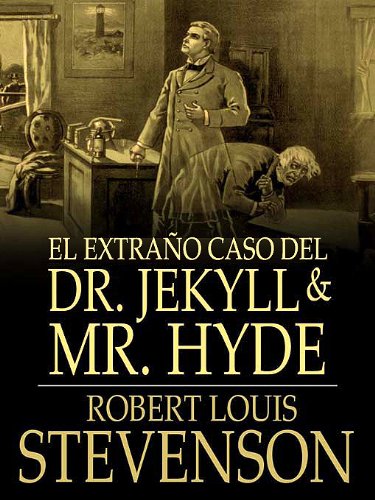 EL EXTRAÑO CASO DEL
DR. JEKYLL &
MR. HYDE
ROBERT LOUIS
STEVENSON